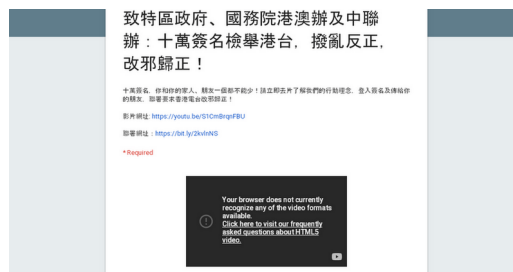 致特區政府、國務院港澳辦及中聯
辦：十萬簽名檢舉港台，撥亂反正，
改邪歸正！
十萬簽名，你和你的家人、朋友一個都不能少！請立即去片了解我們的行動理念，登入簽名及傳給你
的朋友，聯署要求香港電台改邪歸正！
影片網址: https://youtu.be/S1CmBrqnFBU
聯署網址：https://bit.ly/2kvlnNS
* Required
Your browser does not currently
recognize any of the video formats
available.
Click here to visit our frequently
asked questions about HTML5
video.